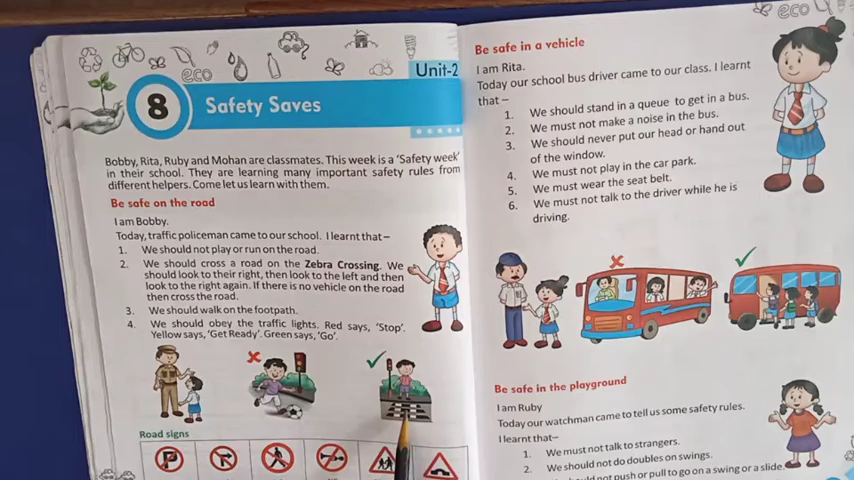 eco
Unit-2
8 Safety Saves
Bobby, Rita, Ruby and Mohan are classmates. This week is a 'Safety week'
in their school. They are learning many important safety rules from
different helpers. Come let us learn with them.
Be safe on the road
I am Bobby.
Today, traffic policeman came to our school. I learnt that–
1. We should not play or run on the road.
2. We should cross a road on the Zebra Crossing. We
should look to their right, then look to the left and then
look to the right again. If there is no vehicle on the road
then cross the road.
3. We should walk on the footpath.
4. We should obey the traffic lights. Red says, 'Stop'.
Yellow says, 'Get Ready'. Green says, 'Go'.
Road signs
eco
Be safe in a vehicle
I am Rita.
Today our school bus driver came to our class. I learnt
that –
1. We should stand in a queue to get in a bus.
2. We must not make a noise in the bus.
3. We should never put our head or hand out
of the window.
4. We must not play in the car park.
5. We must wear the seat belt.
6. We must not talk to the driver while he is
driving.
Be safe in the playground
I am Ruby
Today our watchman came to tell us some safety rules.
I learnt that–
1. We must not talk to strangers.
2. We should not do doubles on swings.
not push or pull to go on a swing or a slide.